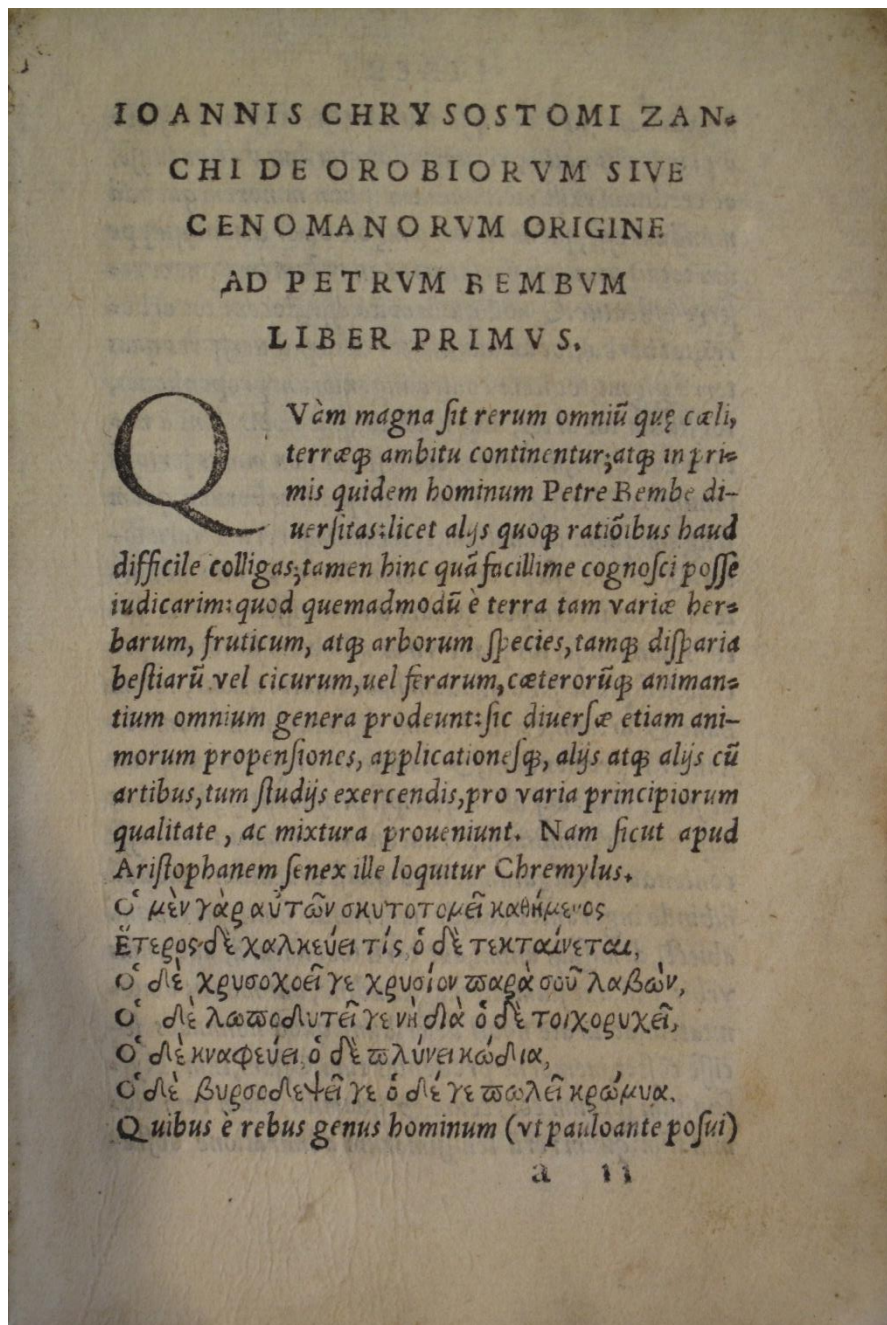 IOANNIS CHRYSOSTOMI ZAN-
CHI DE OROBIORVM SIVE
CENOMANORVM ORIGINE
AD PETRVM BEMBVM
LIBER PRIMVS.
QVàm magna ſit rerum omniũ quę cæli,
terræq; ambitu continentur;atq; in pri-
mis quidem hominum Petre Bembe di-
uerſitas:licet alijs quoq; ratiõibus haud
difficile colligas;tamen hinc quã facillime cognoſci poſſe
iudicarim:quod quemadmodũ è terra tam variæ her-
barum, fruticum, atq; arborum ſpecies,tamq; diſparia
beſtiarũ vel cicurum,uel ferarum,cæterorũq; animan-
tium omnium genera prodeunt:ſic diuerſæ etiam ani-
morum propenſiones, applicationeſq;, alijs atq; alijs cũ
artibus,tum ſtudijs exercendis,pro varia principiorum
qualitate, ac mixtura proueniunt. Nam ſicut apud
Ariſtophanem ſenex ille loquitur Chremylus.
Ὁ μὲν γὰρ αὐτῶν σκυτοτομεῖ καθήμενος
Ἕτερος δὲ χαλκεύει τίς, ὁ δὲ τεκταίνεται,
Ὁ δὲ χρυσοχοεῖ γε χρυσίον παρὰ σοῦ λαβὼν,
Ὁ δὲ λωποδυτεῖ γε νὴ δία ὁ δὲ τοιχορυχεῖ,
Ὁ δὲ κναφεύει, ὁ δὲ πλύνει κώδια,
Ὁ δὲ βυρσοδεψεῖ γε ὁ δέ γε πωλεῖ κρώμυα.
Quibus è rebus genus hominum (vt pauloante poſui)
a ii